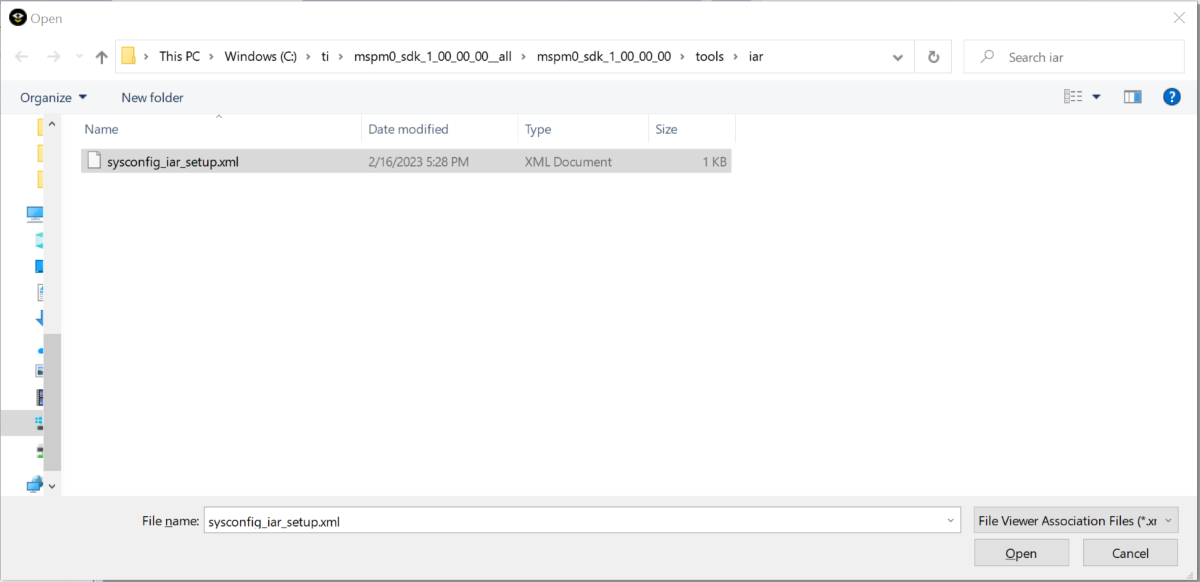 Open
This PC > Windows (C:) > ti > mspm0_sdk_1_00_00_00__all > mspm0_sdk_1_00_00_00 > tools > iar
Search iar
Organize
New folder
Name Date modified Type Size
sysconfig_iar_setup.xml 2/16/2023 5:28 PM XML Document 1 KB
File name: sysconfig_iar_setup.xml
File Viewer Association Files (*.xr
Open Cancel